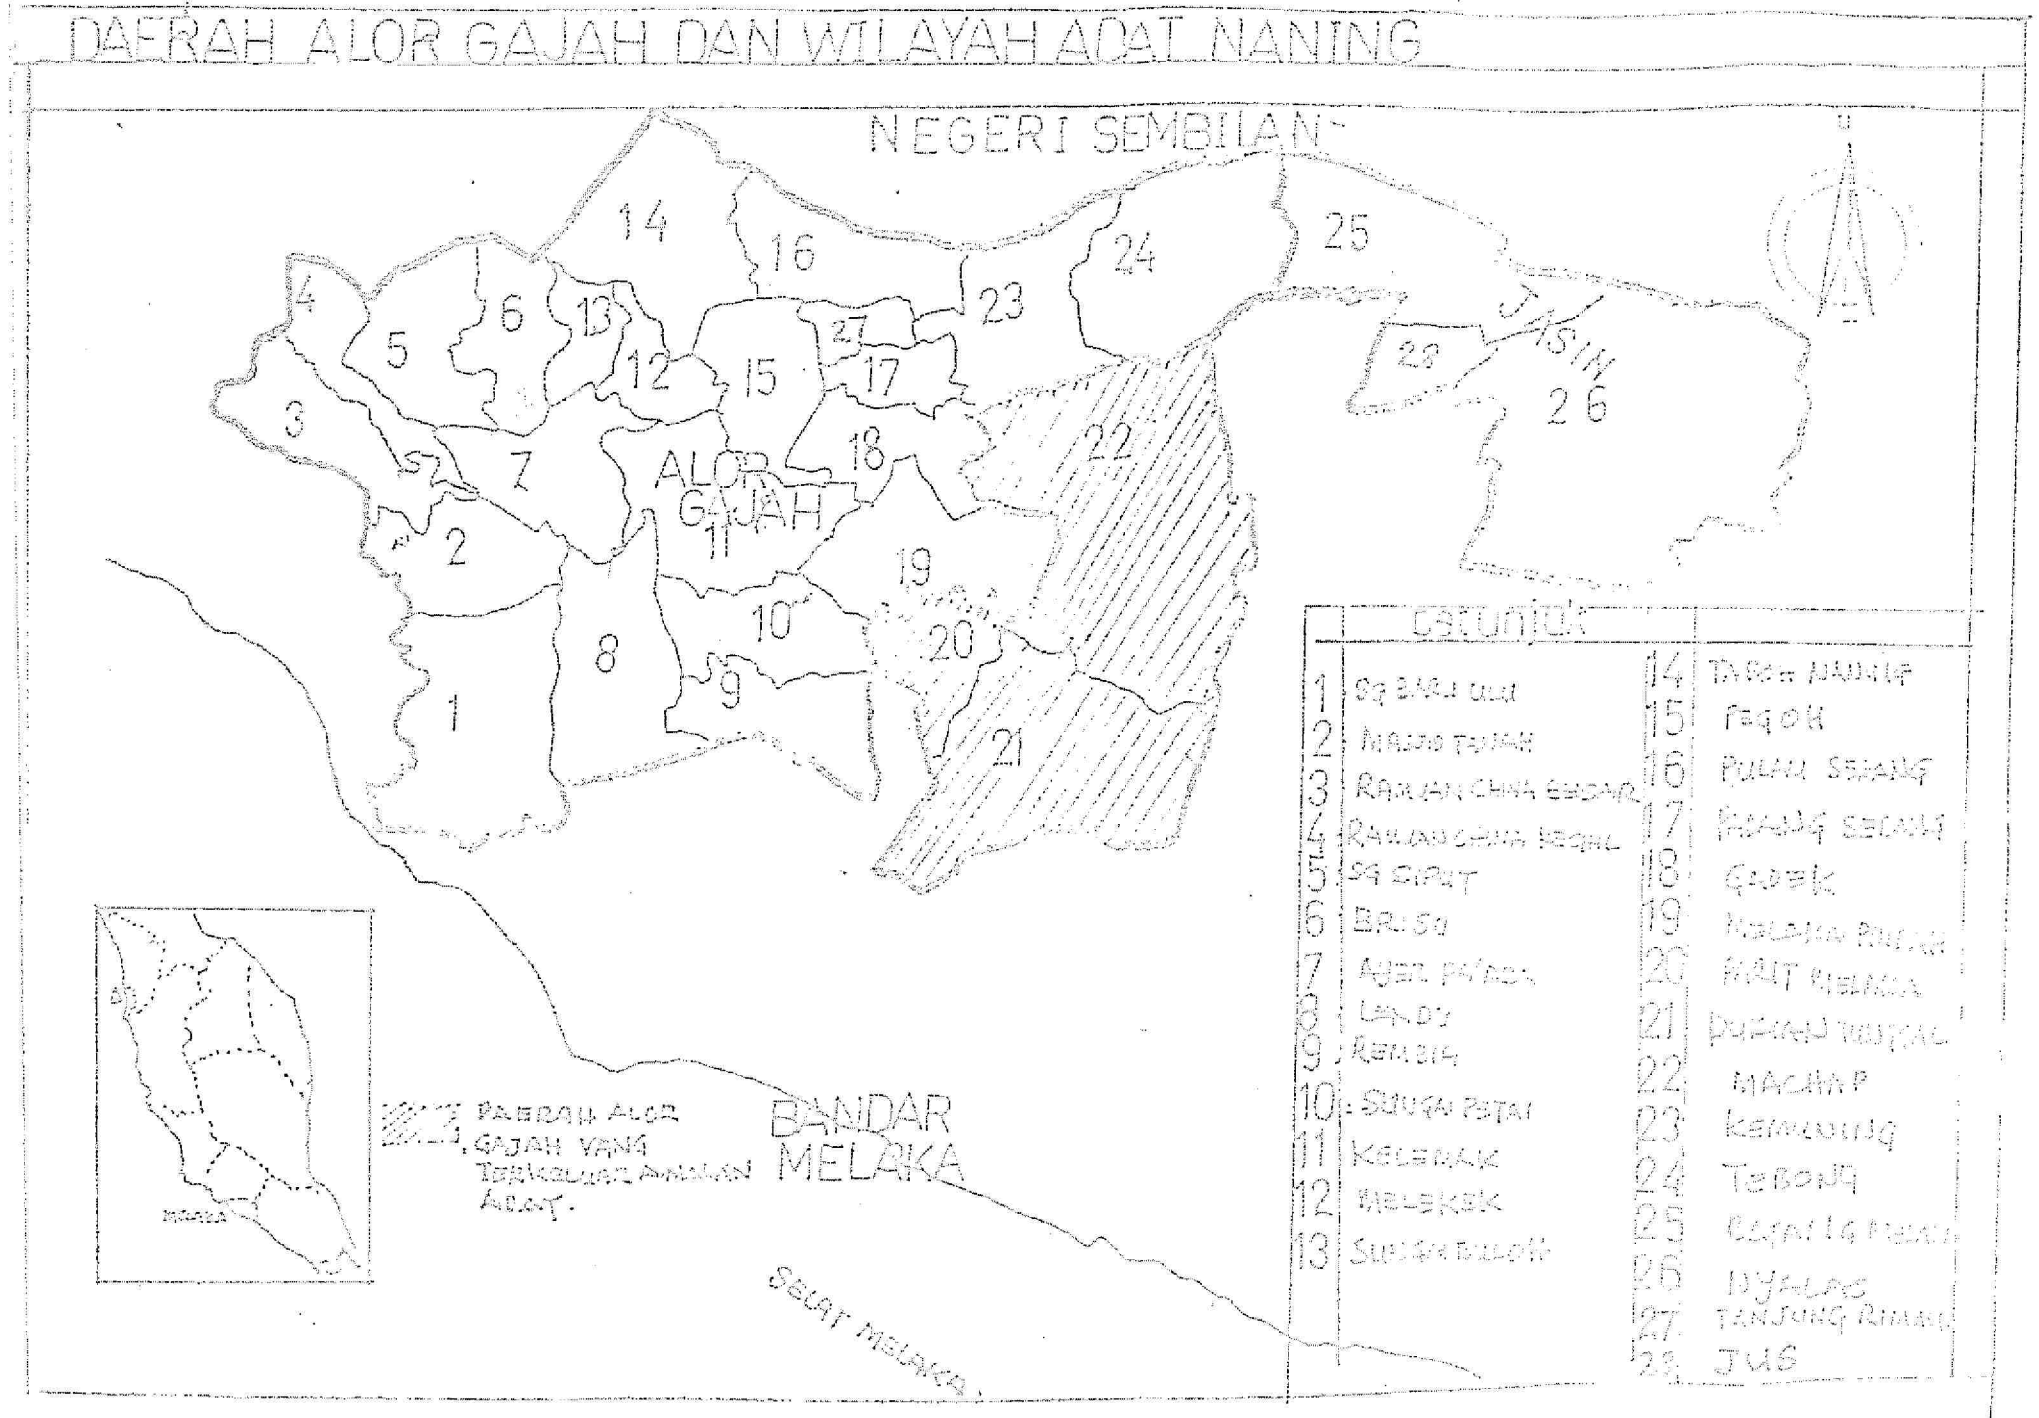 DAERAH ALOR GAJAH DAN WILAYAH ADAT NANING
NEGERI SEMBILAN
U
14
16
24
25
4
5
6
13
12
15
27
23
17
28
JASIN
26
3
7
18
22
ALOR
GAJAH
11
2
19
10
20
8
9
1
21
Petunjuk
1 SG BARU ULU
2 MASJID TANAH
3 RAMUAN CHINA BESAR
4 RAMUAN CHINA KECHIL
5 SG SIPUT
6 BRISU
7 AYER PA'ABAS
8 LENDU
9 REMBIA
10 SUNGAI PETAI
11 KELEMAK
12 MELEKEK
13 SUNGAI BULOH
14 TABOH NANING
15 PEGOH
16 PULAU SEBANG
17 PADANG SEBANG
18 GADEK
19 MELAKA PINDAH
20
21 DURIAN TUNGGAL
22 MACHAP
23 KEMUNING
24 TEBONG
25
26 NYALAS
27 TANJUNG RIMAU
28 JUS
DAERAH ALOR
GAJAH YANG
TERKELUAR AMALAN
ADAT.
BANDAR
MELAKA
MELAKA
SELAT MELAKA